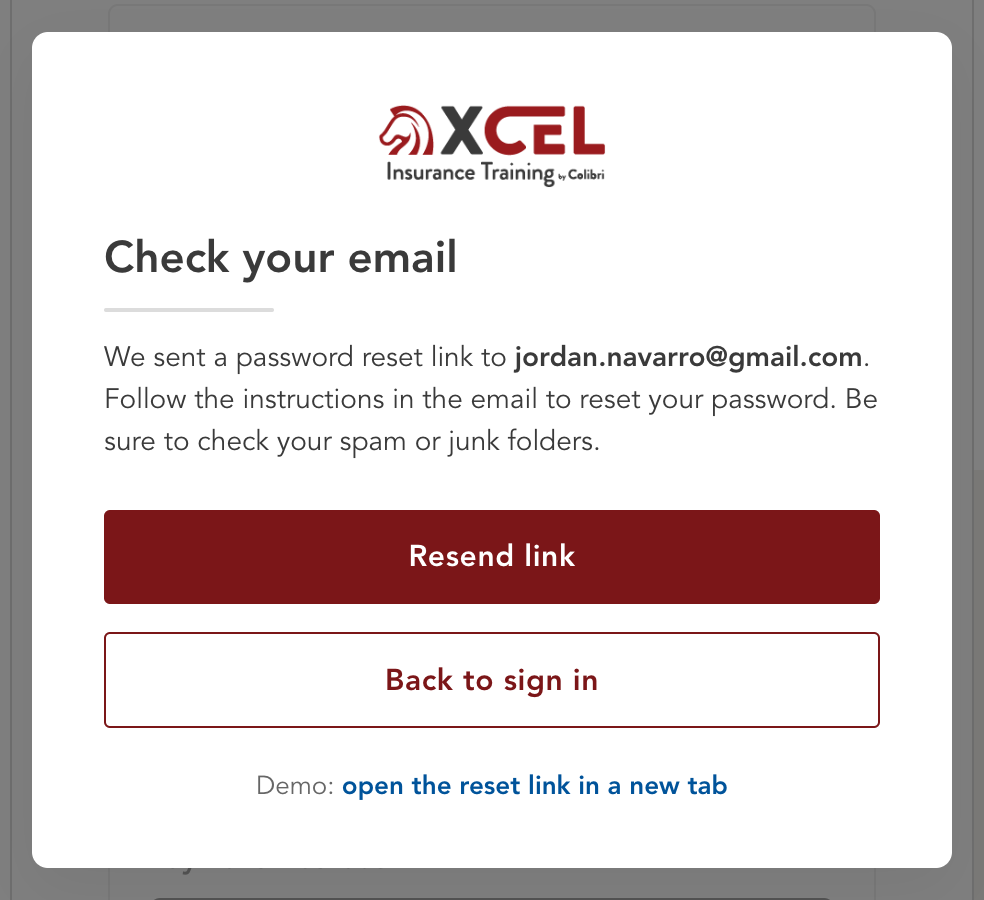 XCEL
Insurance Training by Colibri
Check your email
We sent a password reset link to jordan.navarro@gmail.com.
Follow the instructions in the email to reset your password. Be
sure to check your spam or junk folders.
Resend link
Back to sign in
Demo: open the reset link in a new tab